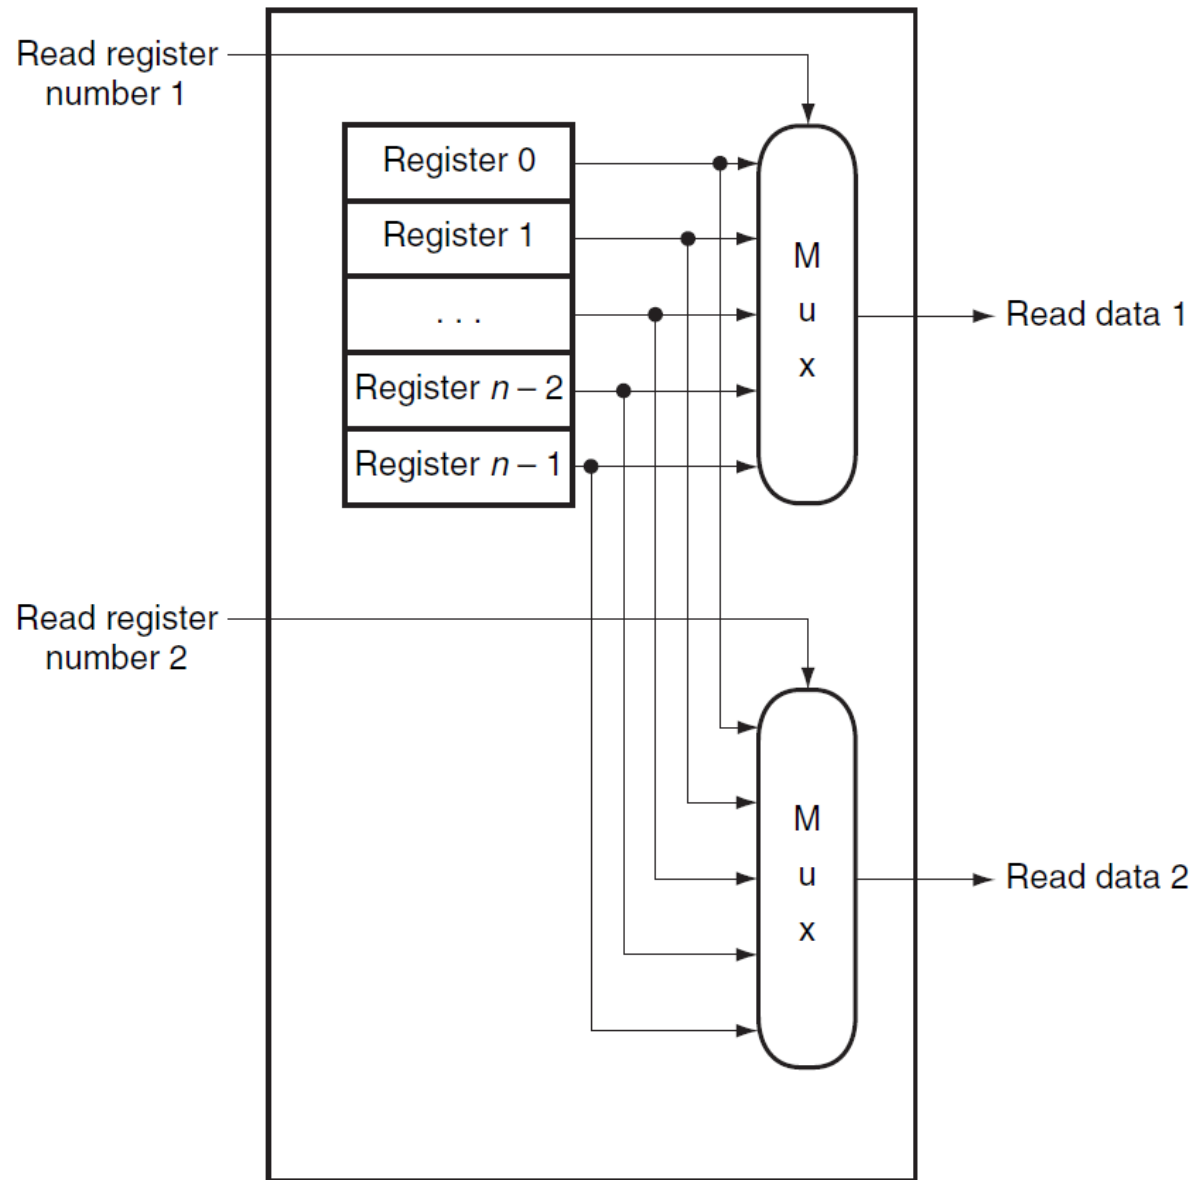 Read register
number 1
Register 0
Register 1
. . .
Register n – 2
Register n – 1
M
u
x
Read data 1
Read register
number 2
M
u
x
Read data 2